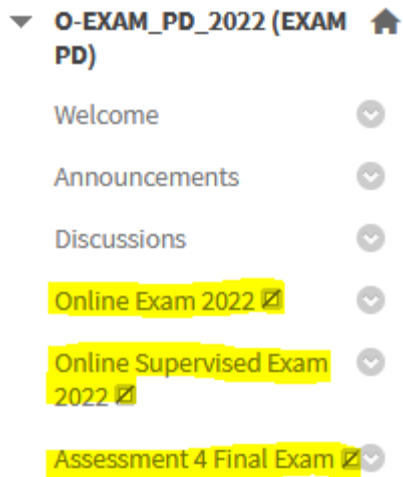 O-EXAM_PD_2022 (EXAM
PD)
Welcome
Announcements
Discussions
Online Exam 2022
Online Supervised Exam
2022
Assessment 4 Final Exam